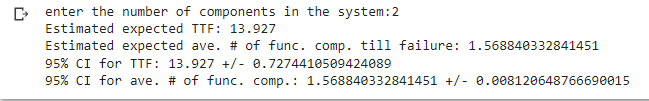 enter the number of components in the system:2
Estimated expected TTF: 13.927
Estimated expected ave. # of func. comp. till failure: 1.568840332841451
95% CI for TTF: 13.927 +/- 0.7274410509424089
95% CI for ave. # of func. comp.: 1.568840332841451 +/- 0.008120648766690015